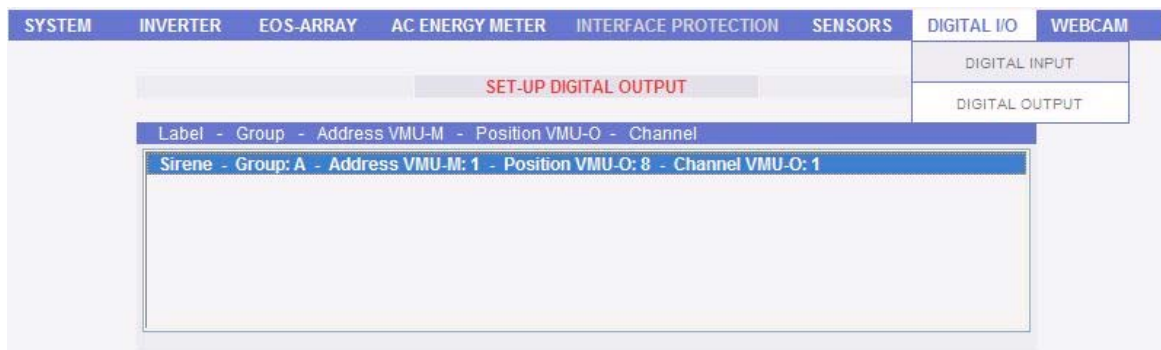 SYSTEM INVERTER EOS-ARRAY AC ENERGY METER INTERFACE PROTECTION SENSORS DIGITAL I/O WEBCAM
DIGITAL INPUT
DIGITAL OUTPUT
SET-UP DIGITAL OUTPUT
Label - Group - Address VMU-M - Position VMU-O - Channel
Sirene - Group: A - Address VMU-M: 1 - Position VMU-O: 8 - Channel VMU-O: 1